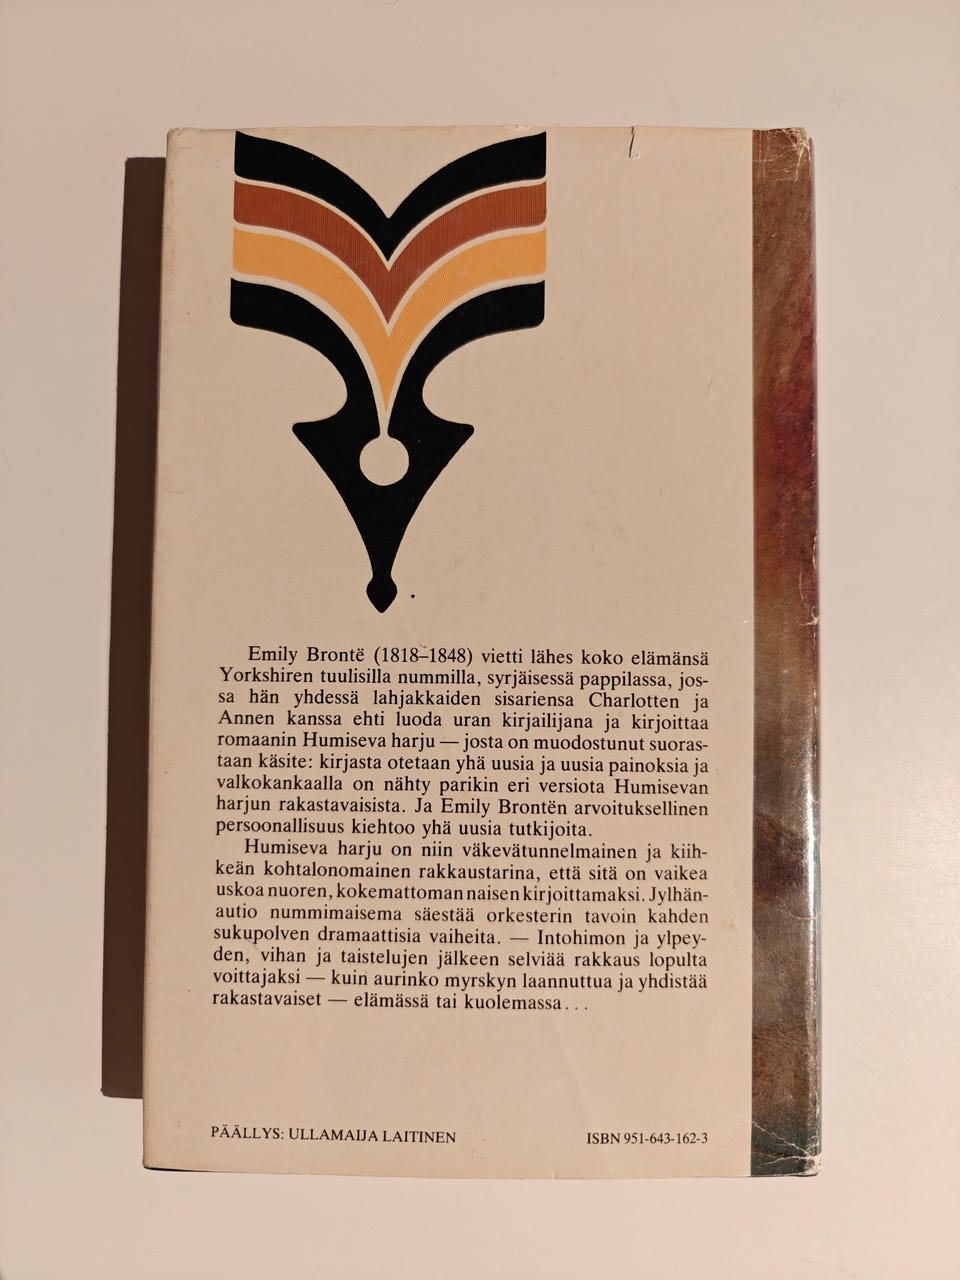 Emily Brontë (1818–1848) vietti lähes koko elämänsä
Yorkshiren tuulisilla nummilla, syrjäisessä pappilassa, jos-
sa hän yhdessä lahjakkaiden sisariensa Charlotten ja
Annen kanssa ehti luoda uran kirjailijana ja kirjoittaa
romaanin Humiseva harju — josta on muodostunut suoras-
taan käsite: kirjasta otetaan yhä uusia ja uusia painoksia ja
valkokankaalla on nähty parikin eri versiota Humisevan
harjun rakastavaisista. Ja Emily Brontën arvoituksellinen
persoonallisuus kiehtoo yhä uusia tutkijoita.
Humiseva harju on niin väkevätunnelmainen ja kiih-
keän kohtalonomainen rakkaustarina, että sitä on vaikea
uskoa nuoren, kokemattoman naisen kirjoittamaksi. Jylhän-
autio nummimaisema säestää orkesterin tavoin kahden
sukupolven dramaattisia vaiheita. — Intohimon ja ylpey-
den, vihan ja taistelujen jälkeen selviää rakkaus lopulta
voittajaksi — kuin aurinko myrskyn laannuttua ja yhdistää
rakastavaiset — elämässä tai kuolemassa...
PÄÄLLYS: ULLAMAIJA LAITINEN
ISBN 951-643-162-3